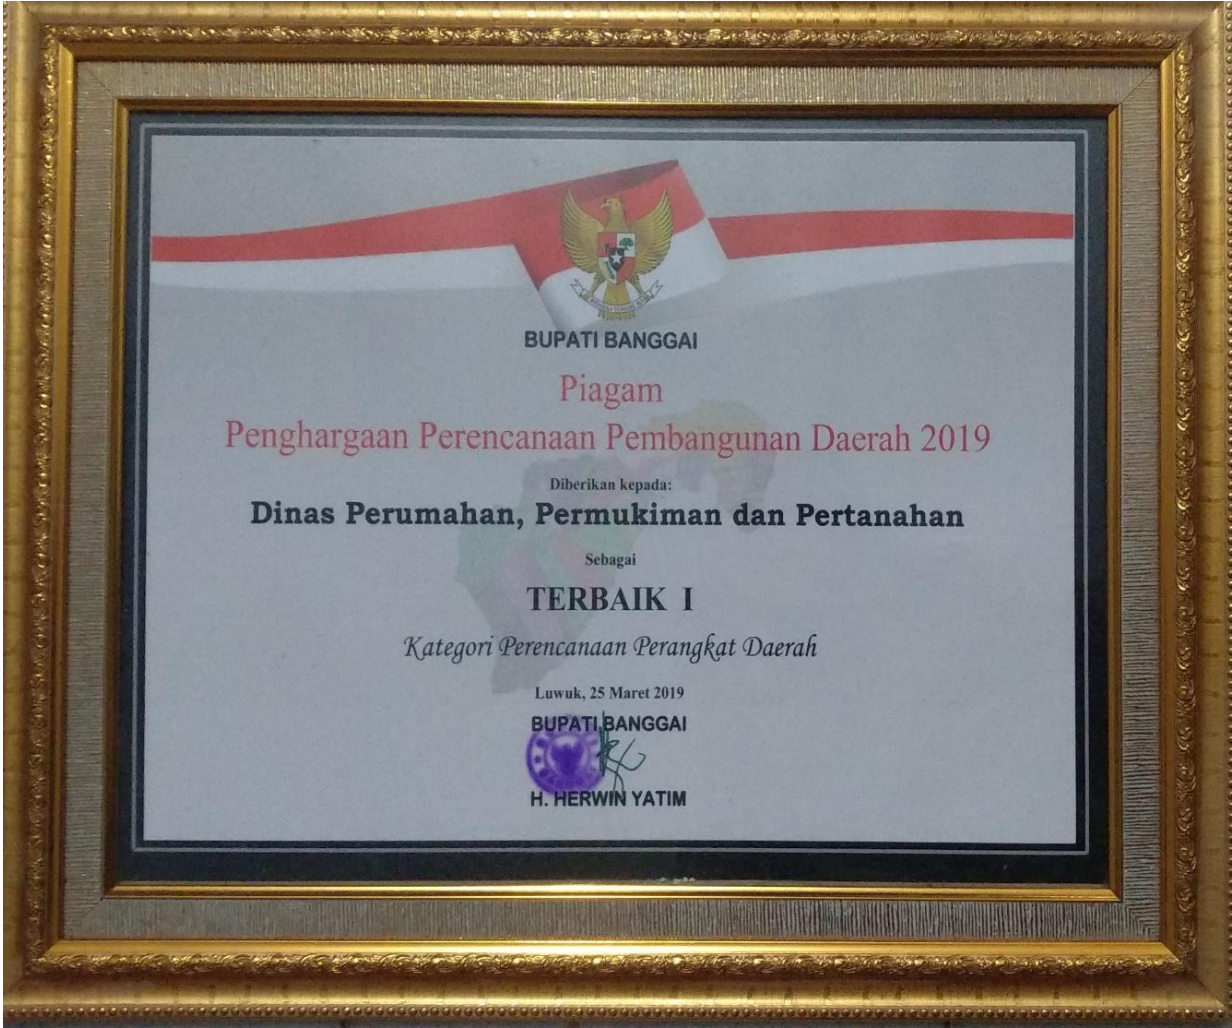 BUPATI BANGGAI
Piagam
Penghargaan Perencanaan Pembangunan Daerah 2019
Diberikan kepada:
Dinas Perumahan, Permukiman dan Pertanahan
Sebagai
TERBAIK I
Kategori Perencanaan Perangkat Daerah
Luwuk, 25 Maret 2019
BUPATI BANGGAI
H. HERWIN YATIM